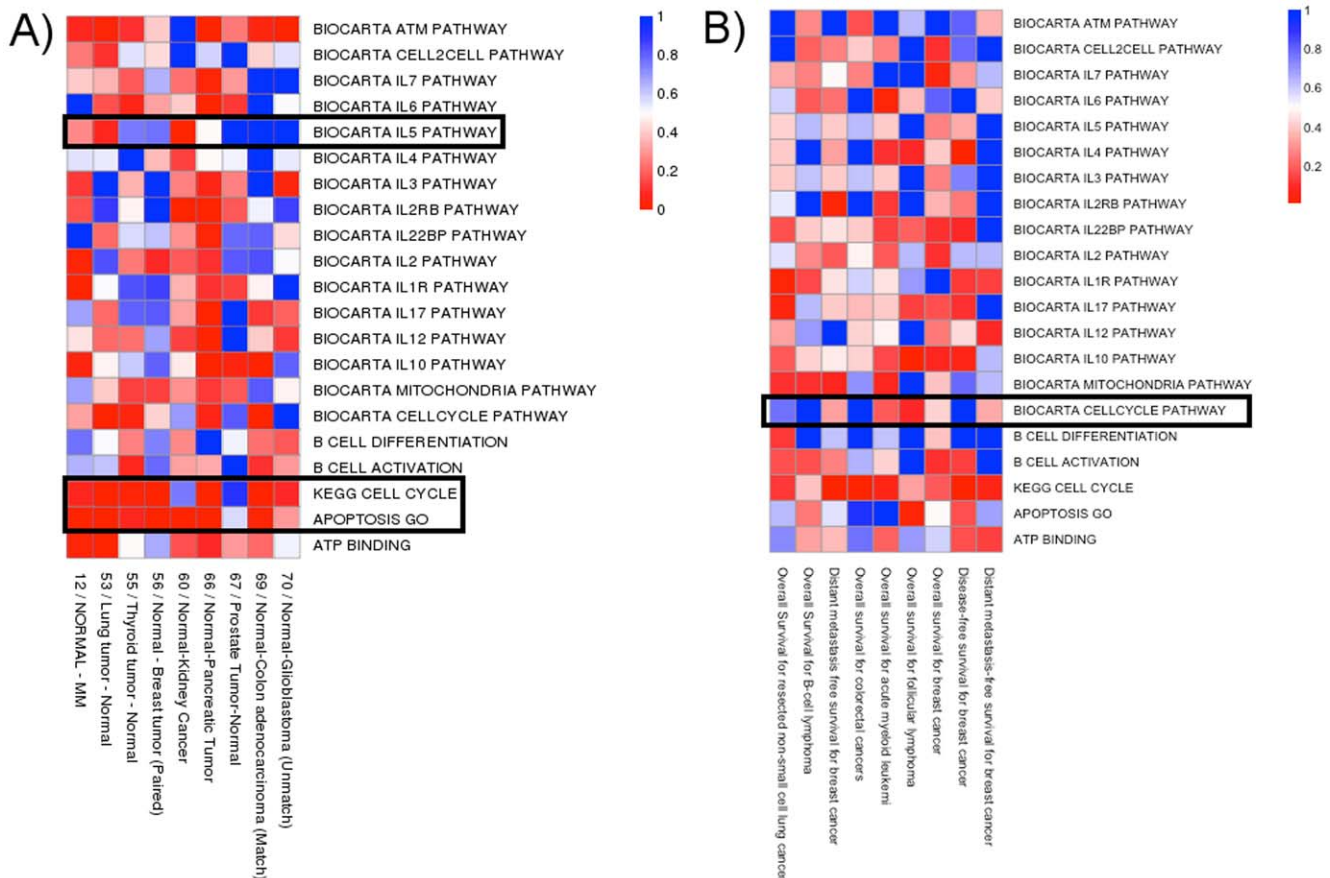 A)
BIOCARTA ATM PATHWAY
BIOCARTA CELL2CELL PATHWAY
BIOCARTA IL7 PATHWAY
BIOCARTA IL6 PATHWAY
BIOCARTA IL5 PATHWAY
BIOCARTA IL4 PATHWAY
BIOCARTA IL3 PATHWAY
BIOCARTA IL2RB PATHWAY
BIOCARTA IL22BP PATHWAY
BIOCARTA IL2 PATHWAY
BIOCARTA IL1R PATHWAY
BIOCARTA IL17 PATHWAY
BIOCARTA IL12 PATHWAY
BIOCARTA IL10 PATHWAY
BIOCARTA MITOCHONDRIA PATHWAY
BIOCARTA CELLCYCLE PATHWAY
B CELL DIFFERENTIATION
B CELL ACTIVATION
KEGG CELL CYCLE
APOPTOSIS GO
ATP BINDING
1
0.8
0.6
0.4
0.2
0
12 / NORMAL - MM
53 / Lung tumor - Normal
55 / Thyroid tumor - Normal
56 / Normal - Breast tumor (Paired)
60 / Normal-Kidney Cancer
66 / Normal-Pancreatic Tumor
67 / Prostate Tumor-Normal
69 / Normal-Colon adenocarcinoma (Match)
70 / Normal-Glioblastoma (Unmatch)
B)
BIOCARTA ATM PATHWAY
BIOCARTA CELL2CELL PATHWAY
BIOCARTA IL7 PATHWAY
BIOCARTA IL6 PATHWAY
BIOCARTA IL5 PATHWAY
BIOCARTA IL4 PATHWAY
BIOCARTA IL3 PATHWAY
BIOCARTA IL2RB PATHWAY
BIOCARTA IL22BP PATHWAY
BIOCARTA IL2 PATHWAY
BIOCARTA IL1R PATHWAY
BIOCARTA IL17 PATHWAY
BIOCARTA IL12 PATHWAY
BIOCARTA IL10 PATHWAY
BIOCARTA MITOCHONDRIA PATHWAY
BIOCARTA CELLCYCLE PATHWAY
B CELL DIFFERENTIATION
B CELL ACTIVATION
KEGG CELL CYCLE
APOPTOSIS GO
ATP BINDING
1
0.8
0.6
0.4
0.2
Overall Survival for resected non-small cell lung cancer
Overall Survival for B-cell lymphoma
Distant metastasis free survival for breast cancer
Overall survival for colorectal cancers
Overall survival for acute myeloid leukemi
Overall survival for follicular lymphoma
Overall survival for breast cancer
Disease-free survival for breast cancer
Distant metastasis-free survival for breast cancer